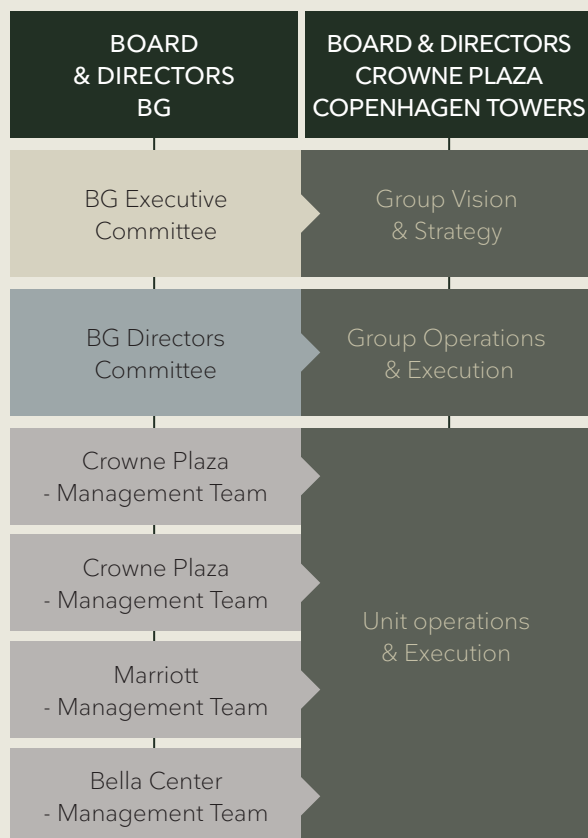 BOARD
& DIRECTORS
BG
BOARD & DIRECTORS
CROWNE PLAZA
COPENHAGEN TOWERS
BG Executive
Committee
Group Vision
& Strategy
BG Directors
Committee
Group Operations
& Execution
Crowne Plaza
- Management Team
Crowne Plaza
- Management Team
Marriott
- Management Team
Bella Center
- Management Team
Unit operations
& Execution